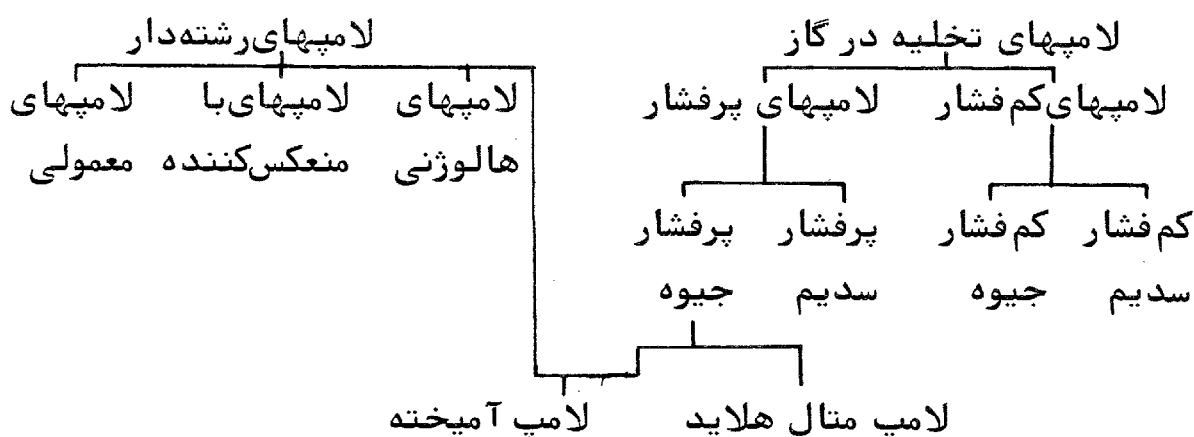 لامپهای تخلیه در گاز
لامپهای رشته‌دار
لامپهای کم‌فشار
لامپهای پرفشار
لامپهای هالوژنی
لامپهای با منعکس‌کننده
لامپهای معمولی
کم‌فشار سدیم
کم‌فشار جیوه
پرفشار سدیم
پرفشار جیوه
لامپ متال هلاید
لامپ آمیخته